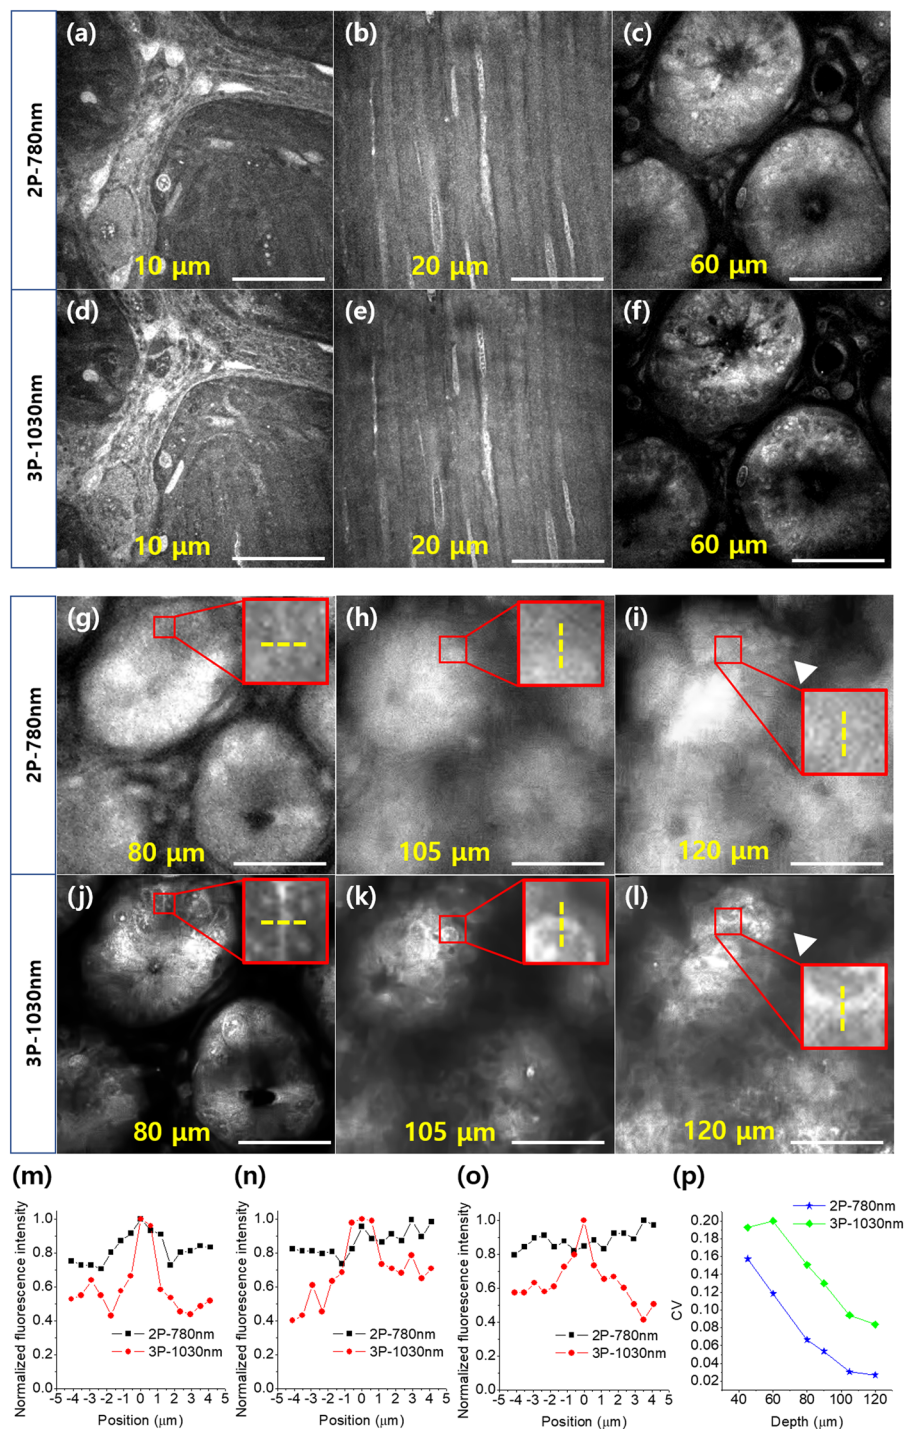 2P-780nm
(a)
10 μm
(b)
20 μm
(c)
60 μm
3P-1030nm
(d)
10 μm
(e)
20 μm
(f)
60 μm
2P-780nm
(g)
80 μm
(h)
105 μm
(i)
120 μm
3P-1030nm
(j)
80 μm
(k)
105 μm
(l)
120 μm
(m)
Normalized fluorescence intensity
1.0
0.8
0.6
0.4
0.2
0.0
2P-780nm
3P-1030nm
-5 -4 -3 -2 -1 0 1 2 3 4 5
Position (μm)
(n)
Normalized fluorescence intensity
1.0
0.8
0.6
0.4
0.2
0.0
2P-780nm
3P-1030nm
-5 -4 -3 -2 -1 0 1 2 3 4 5
Position (μm)
(o)
Normalized fluorescence intensity
1.0
0.8
0.6
0.4
0.2
0.0
2P-780nm
3P-1030nm
-5 -4 -3 -2 -1 0 1 2 3 4 5
Position (μm)
(p)
2P-780nm
3P-1030nm
CV
0.20
0.18
0.16
0.14
0.12
0.10
0.08
0.06
0.04
0.02
40 50 60 70 80 90 100 110 120
Depth (μm)